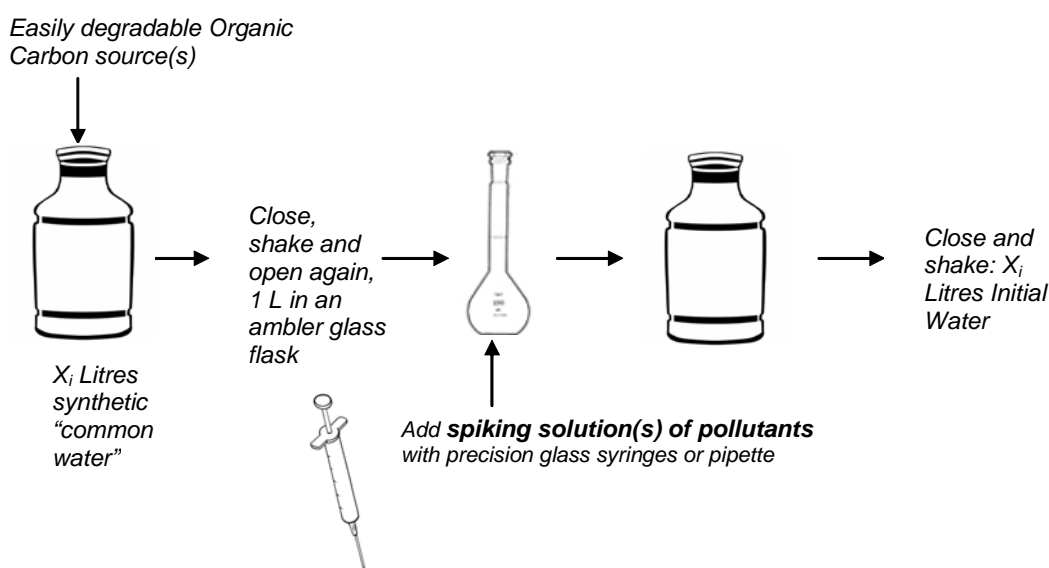 Easily degradable Organic
Carbon source(s)
Xᵢ Litres
synthetic
“common
water”
Close,
shake and
open again,
1 L in an
ambler glass
flask
Add spiking solution(s) of pollutants
with precision glass syringes or pipette
Close and
shake: Xᵢ
Litres Initial
Water